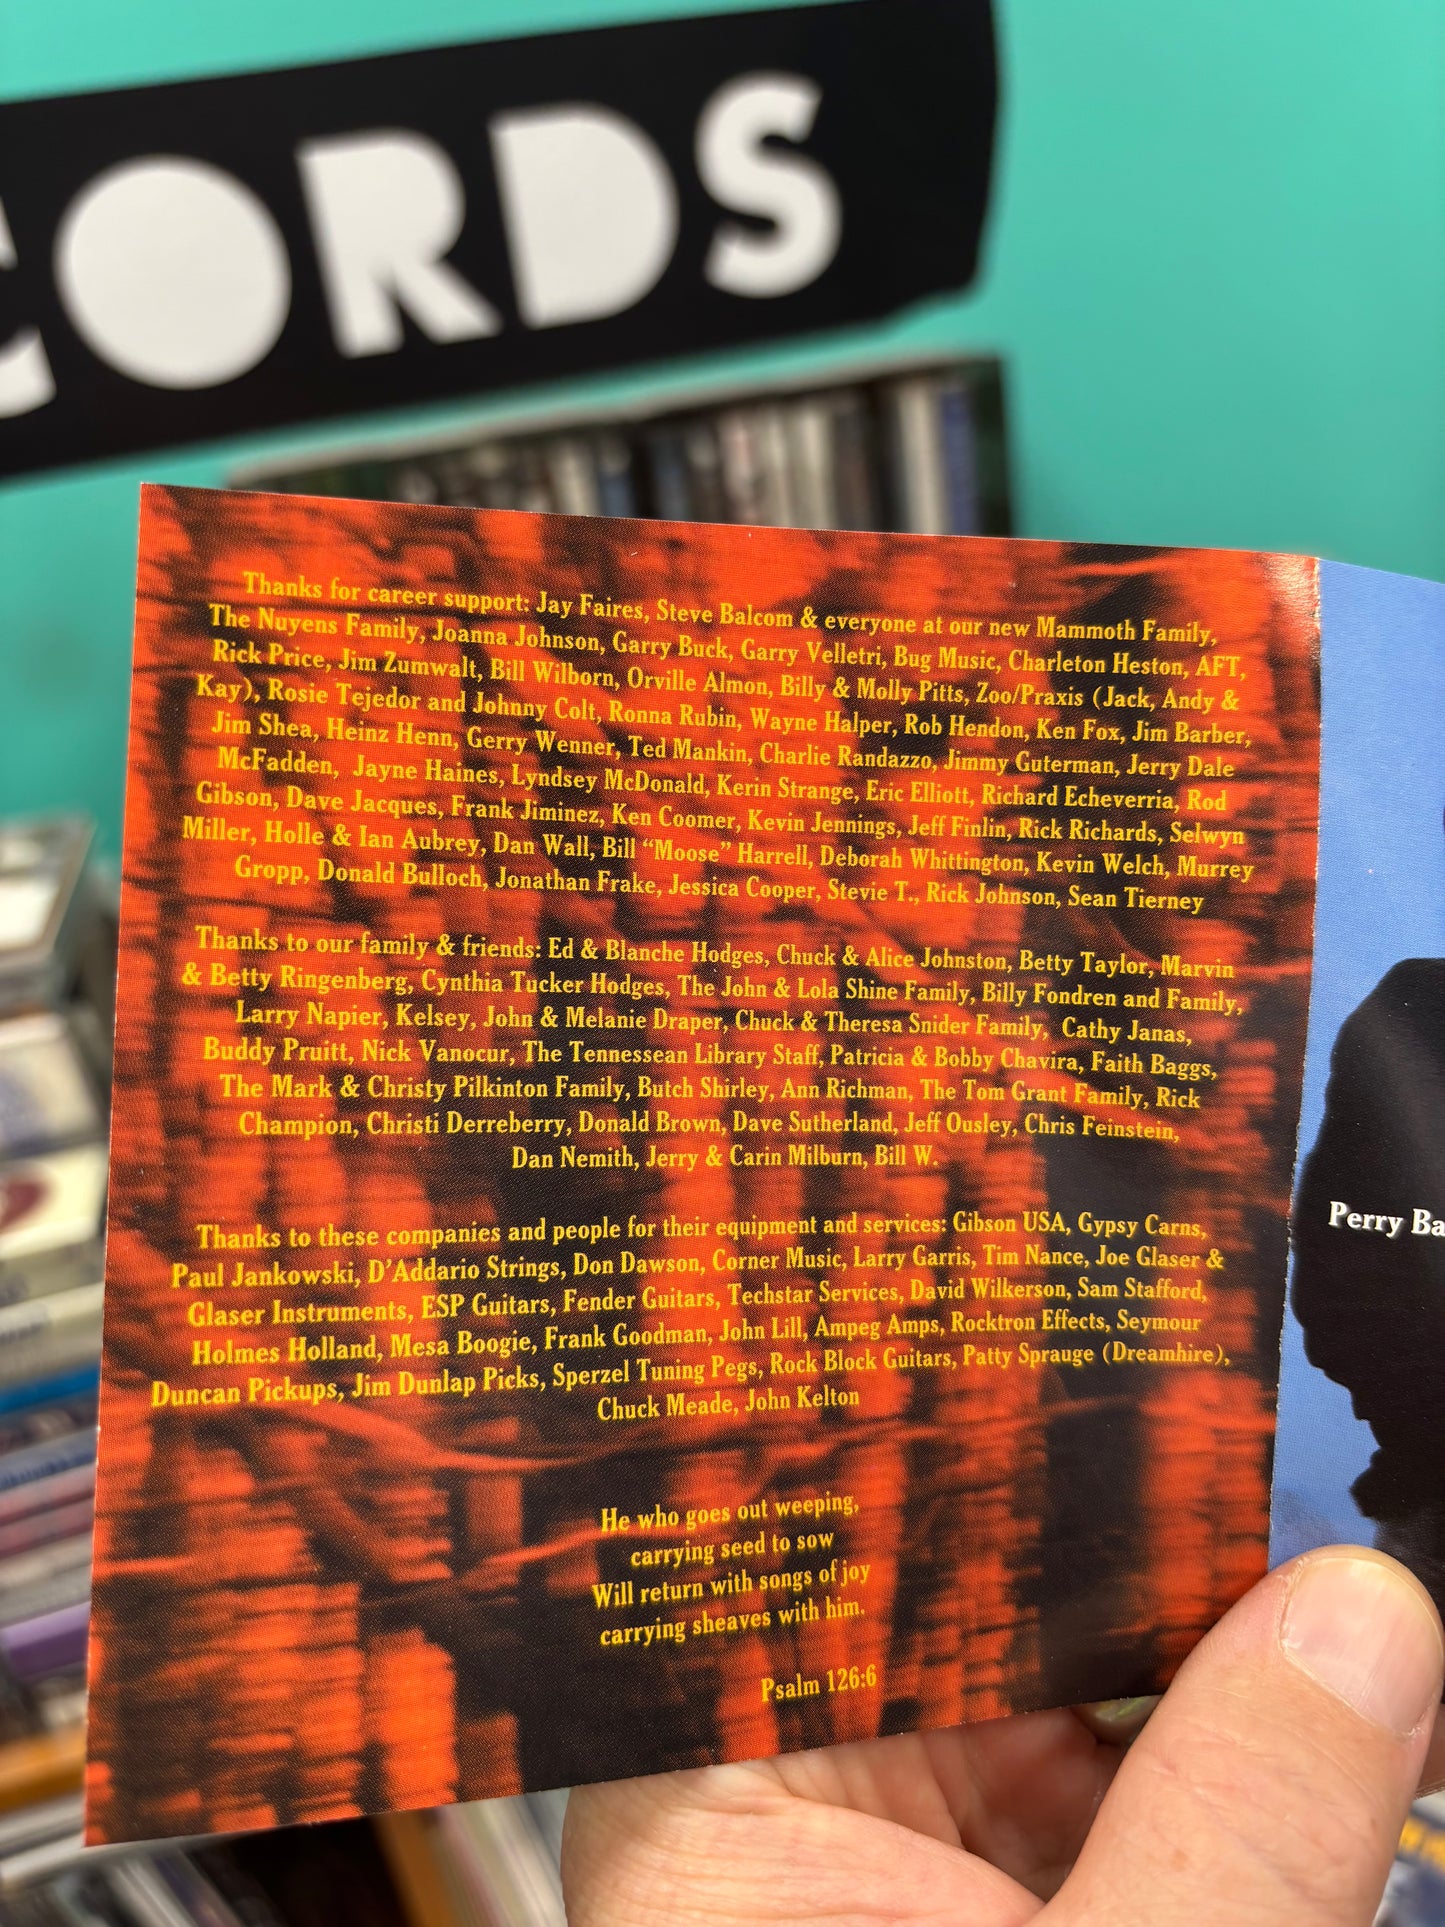 CORDS
Thanks for career support: Jay Faires, Steve Balcom & everyone at our new Mammoth Family,
The Nuyens Family, Joanna Johnson, Garry Buck, Garry Velletri, Bug Music, Charleton Heston, AFT,
Rick Price, Jim Zumwalt, Bill Wilborn, Orville Almon, Billy & Molly Pitts, Zoo/Praxis (Jack, Andy &
Kay), Rosie Tejedor and Johnny Colt, Ronna Rubin, Wayne Halper, Rob Hendon, Ken Fox, Jim Barber,
Jim Shea, Heinz Henn, Gerry Wenner, Ted Mankin, Charlie Randazzo, Jimmy Guterman, Jerry Dale
McFadden, Jayne Haines, Lyndsey McDonald, Kerin Strange, Eric Elliott, Richard Echeverria, Rod
Gibson, Dave Jacques, Frank Jiminez, Ken Coomer, Kevin Jennings, Jeff Finlin, Rick Richards, Selwyn
Miller, Holle & Ian Aubrey, Dan Wall, Bill “Moose” Harrell, Deborah Whittington, Kevin Welch, Murrey
Gropp, Donald Bulloch, Jonathan Frake, Jessica Cooper, Stevie T., Rick Johnson, Sean Tierney
Thanks to our family & friends: Ed & Blanche Hodges, Chuck & Alice Johnston, Betty Taylor, Marvin
& Betty Ringenberg, Cynthia Tucker Hodges, The John & Lola Shine Family, Billy Fondren and Family,
Larry Napier, Kelsey, John & Melanie Draper, Chuck & Theresa Snider Family, Cathy Janas,
Buddy Pruitt, Nick Vanocur, The Tennessean Library Staff, Patricia & Bobby Chavira, Faith Baggs,
The Mark & Christy Pilkinton Family, Butch Shirley, Ann Richman, The Tom Grant Family, Rick
Champion, Christi Derreberry, Donald Brown, Dave Sutherland, Jeff Ousley, Chris Feinstein,
Dan Nemith, Jerry & Carin Milburn, Bill W.
Thanks to these companies and people for their equipment and services: Gibson USA, Gypsy Carns,
Paul Jankowski, D’Addario Strings, Don Dawson, Corner Music, Larry Garris, Tim Nance, Joe Glaser &
Glaser Instruments, ESP Guitars, Fender Guitars, Techstar Services, David Wilkerson, Sam Stafford,
Holmes Holland, Mesa Boogie, Frank Goodman, John Lill, Ampeg Amps, Rocktron Effects, Seymour
Duncan Pickups, Jim Dunlap Picks, Sperzel Tuning Pegs, Rock Block Guitars, Patty Sprauge (Dreamhire),
Chuck Meade, John Kelton
He who goes out weeping,
carrying seed to sow
Will return with songs of joy
carrying sheaves with him.
Psalm 126:6
Perry Ba